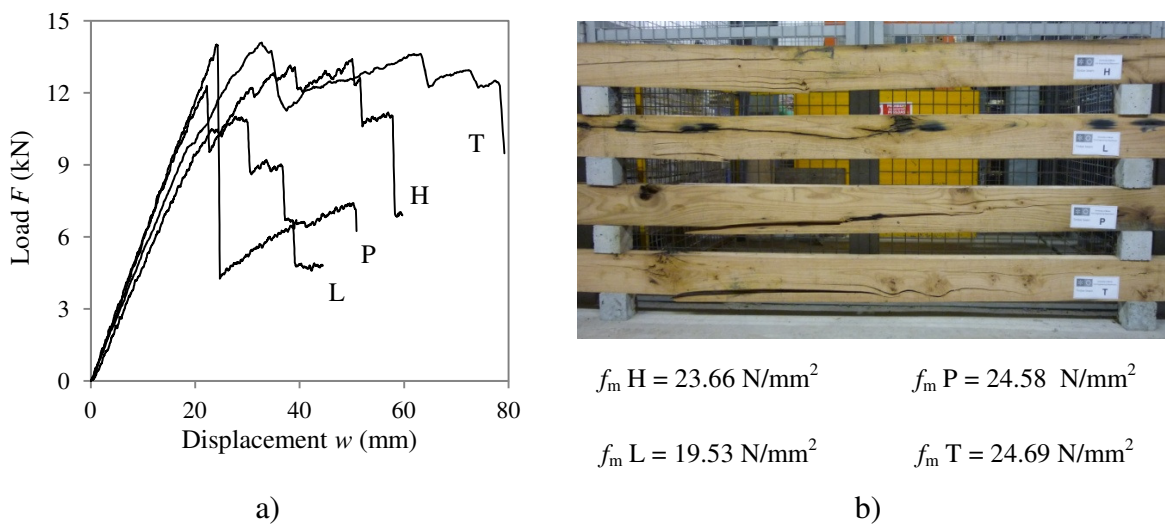 15
12
9
6
3
0
Load F (kN)
0 20 40 60 80
Displacement w (mm)
T
H
P
L
a)
H
L
P
T
fm H = 23.66 N/mm²
fm P = 24.58 N/mm²
fm L = 19.53 N/mm²
fm T = 24.69 N/mm²
b)